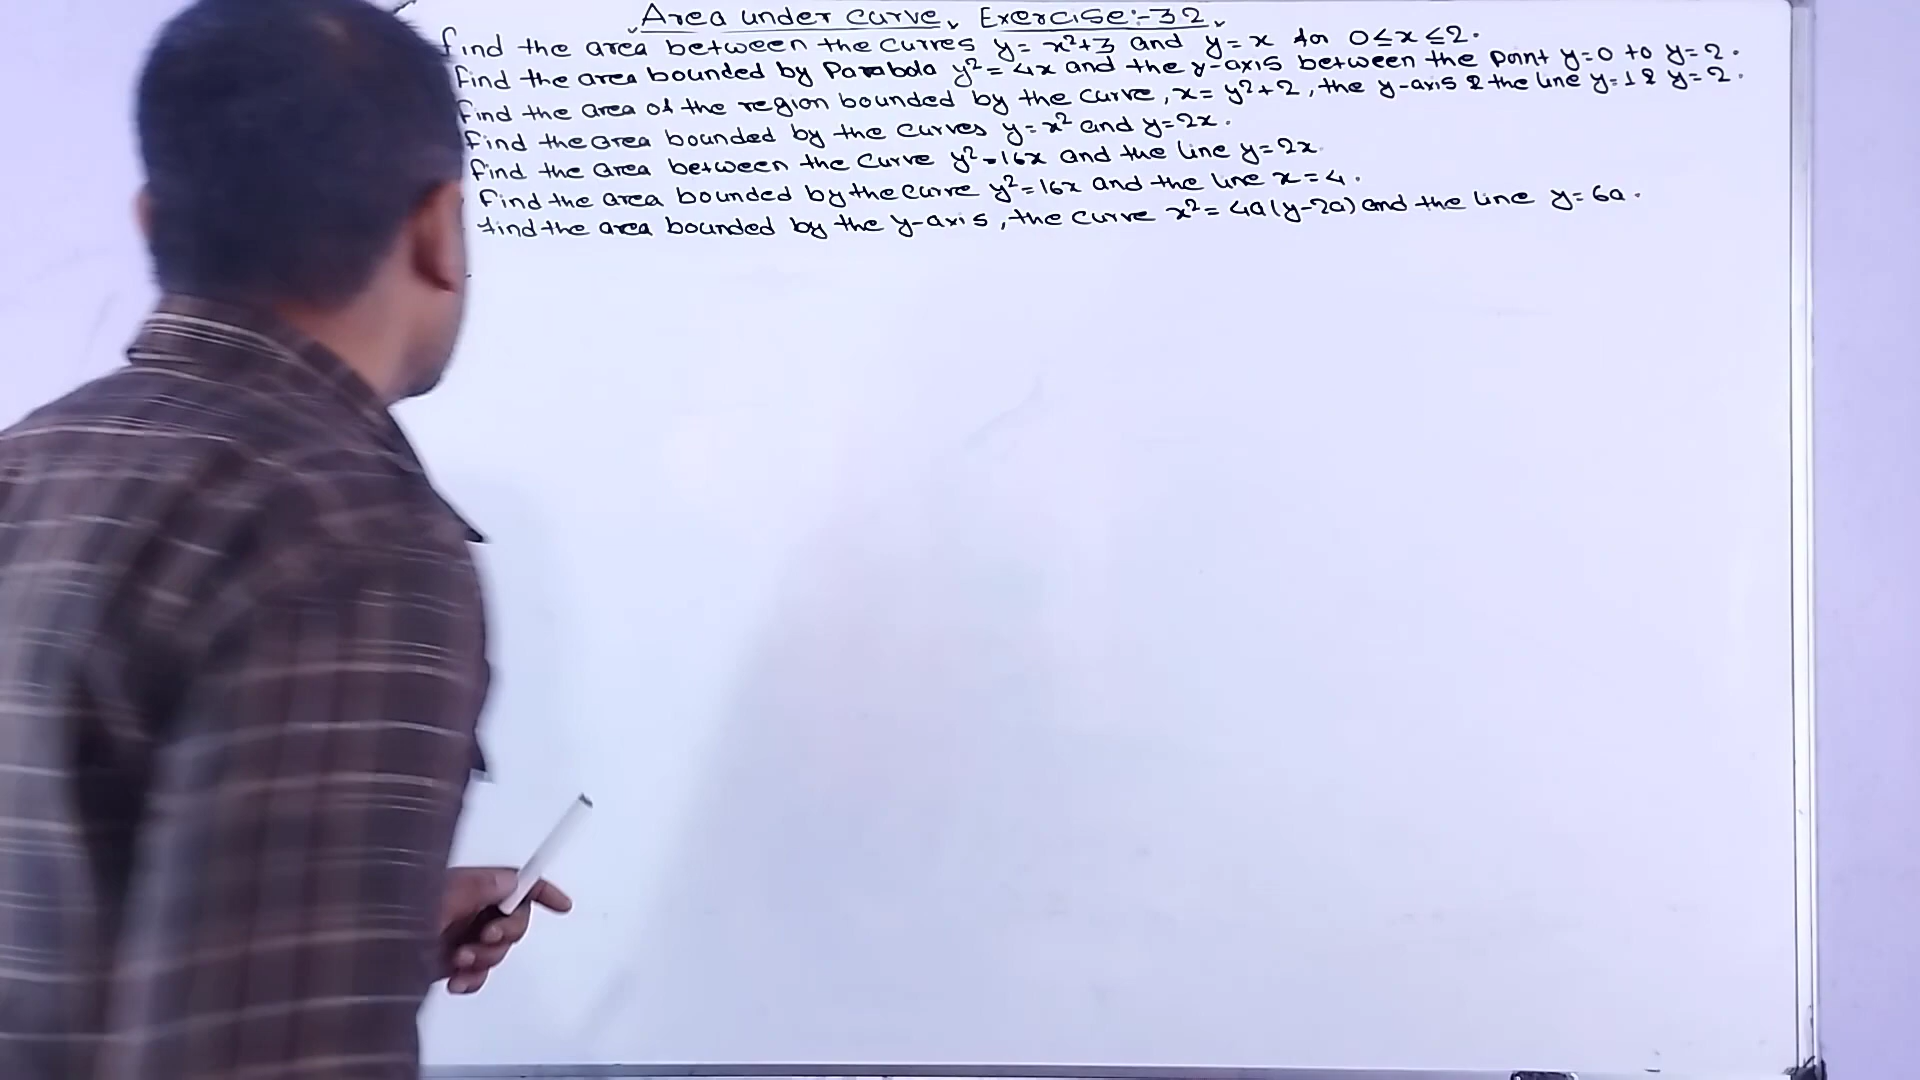 Area under curve, Exercise:-32,
find the area between the curves y = x²+3 and y = x for 0≤x≤2.
find the area bounded by Parabola y² = 4x and the y-axis between the point y=0 to y=2.
find the area of the region bounded by the curve, x = y²+2, the y-axis & the line y=1 & y=2.
find the area bounded by the curves y=x² and y=2x.
find the area between the curve y²=16x and the line y=2x.
find the area bounded by the curve y²=16x and the line x=4.
find the area bounded by the y-axis, the curve x² = 4a(y-2a) and the line y=6a.